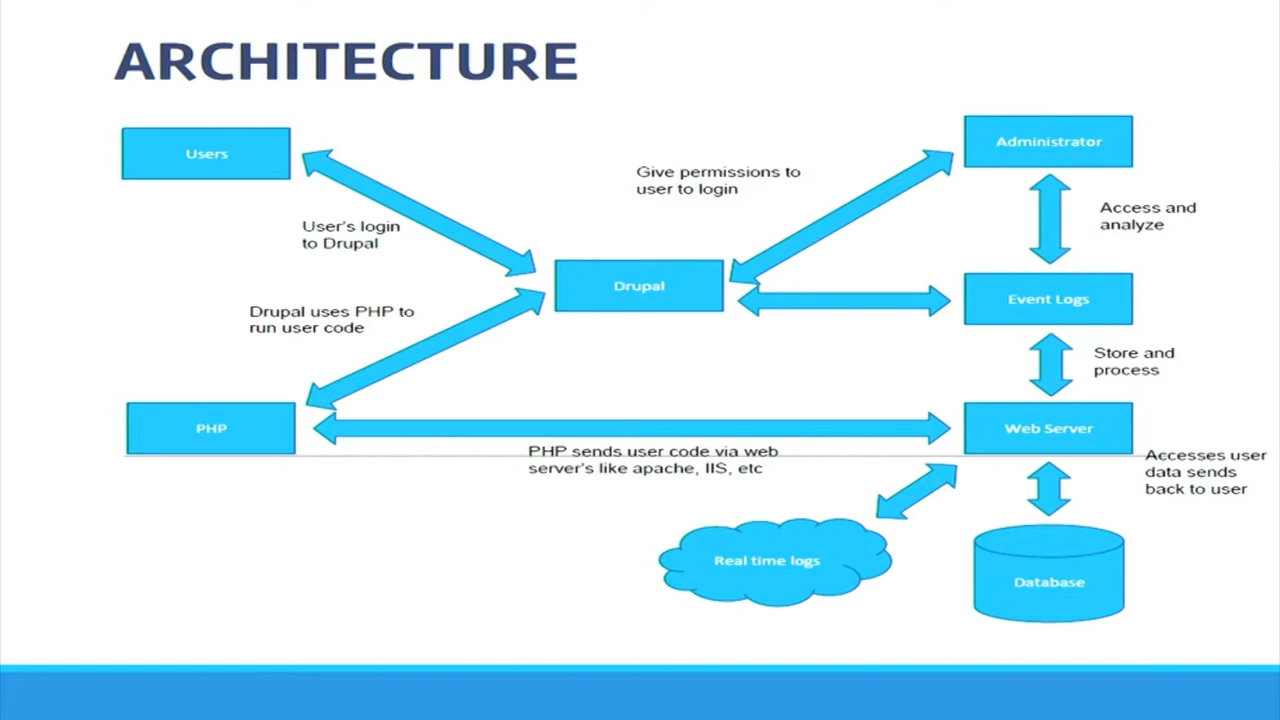 ARCHITECTURE
Users
Administrator
Give permissions to
user to login
Access and
analyze
User's login
to Drupal
Drupal
Event Logs
Drupal uses PHP to
run user code
Store and
process
PHP
Web Server
PHP sends user code via web
server's like apache, IIS, etc
Accesses user
data sends
back to user
Real time logs
Database